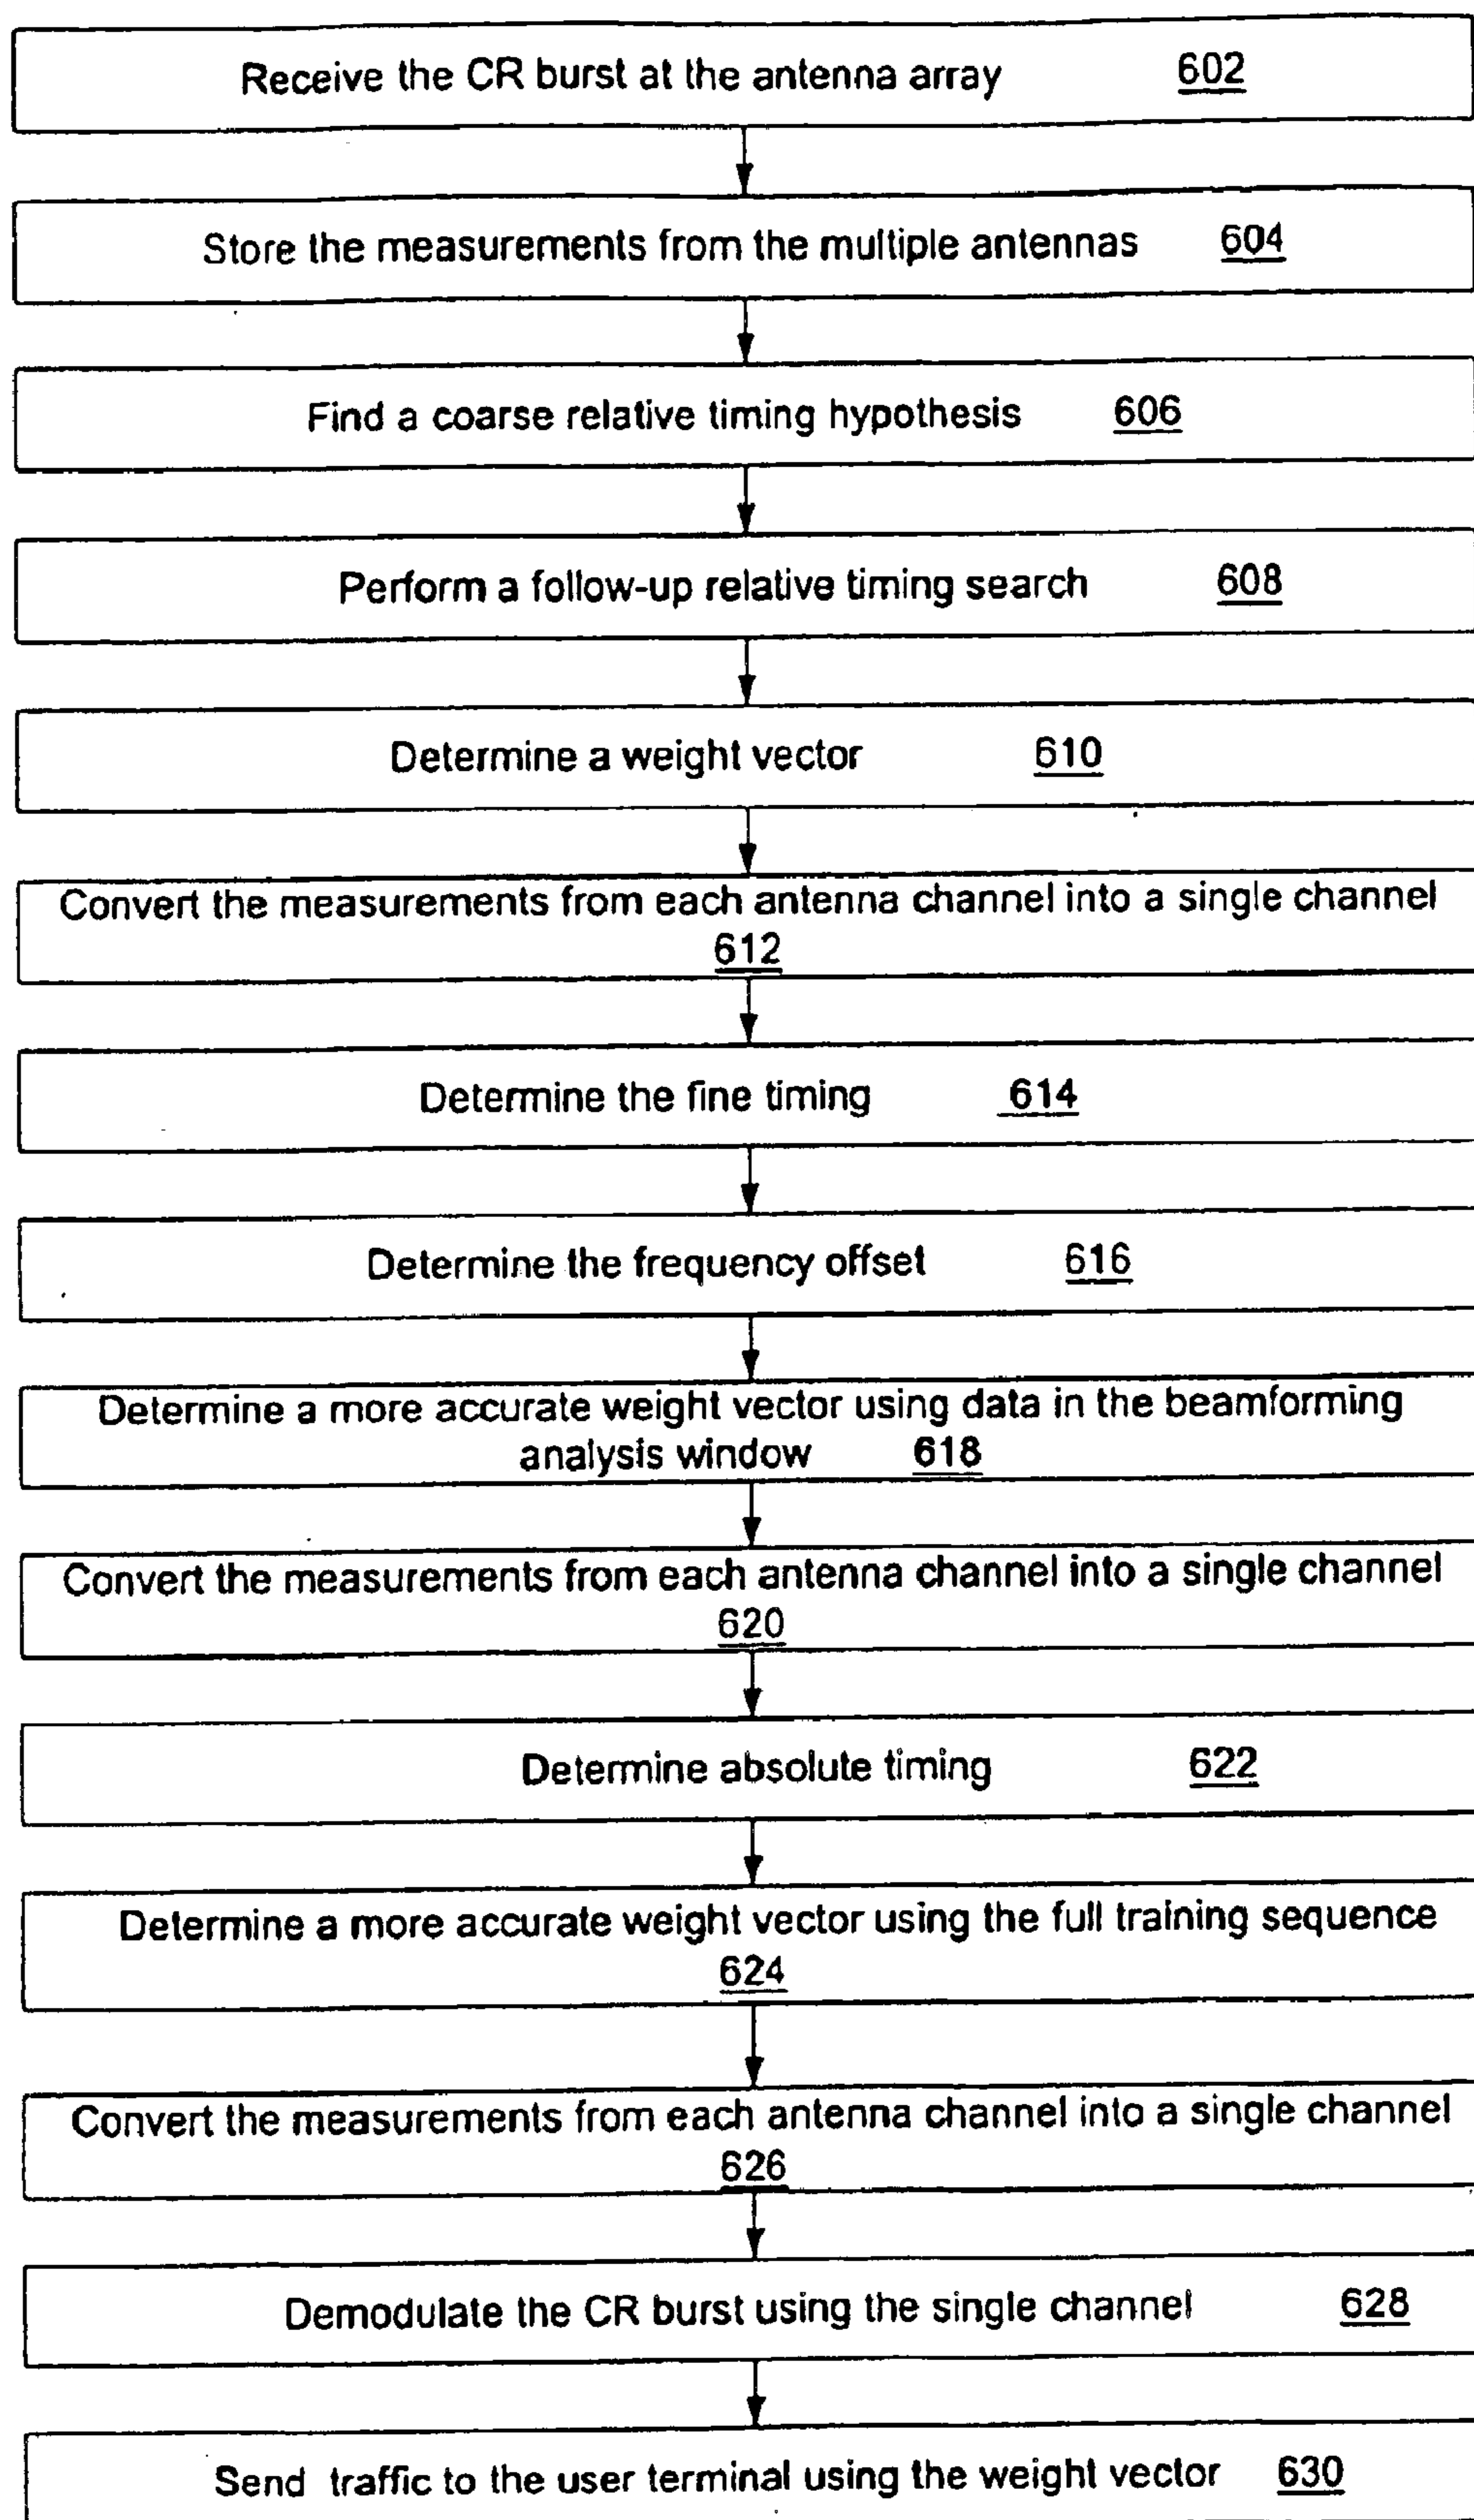 Receive the CR burst at the antenna array 602
Store the measurements from the multiple antennas 604
Find a coarse relative timing hypothesis 606
Perform a follow-up relative timing search 608
Determine a weight vector 610
Convert the measurements from each antenna channel into a single channel
612
Determine the fine timing 614
Determine the frequency offset 616
Determine a more accurate weight vector using data in the beamforming
analysis window 618
Convert the measurements from each antenna channel into a single channel
620
Determine absolute timing 622
Determine a more accurate weight vector using the full training sequence
624
Convert the measurements from each antenna channel into a single channel
626
Demodulate the CR burst using the single channel 628
Send traffic to the user terminal using the weight vector 630